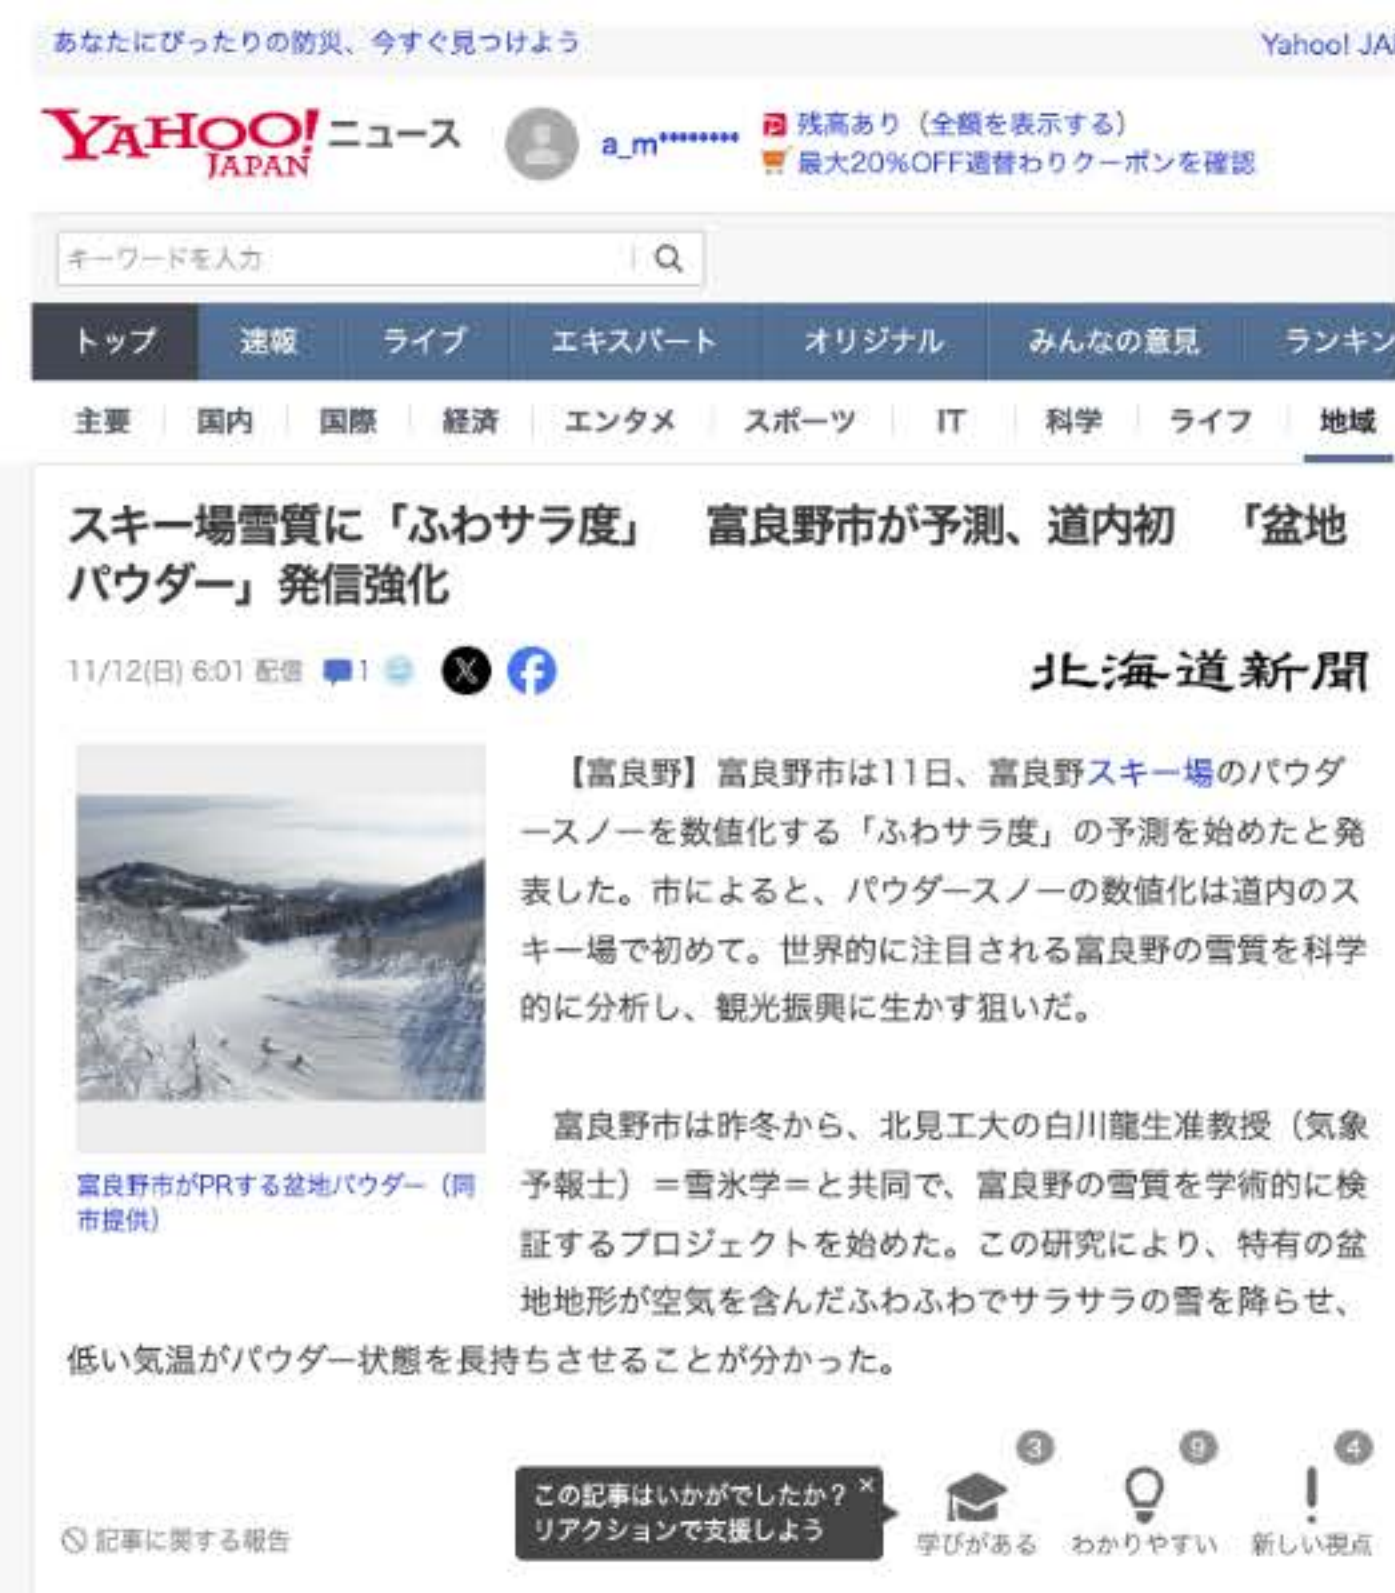 あなたにぴったりの防災、今すぐ見つけよう
Yahoo! JA
YAHOO! JAPAN ニュース
a_m********
残高あり（全額を表示する）
最大20%OFF週替わりクーポンを確認
キーワードを入力
トップ 速報 ライブ エキスパート オリジナル みんなの意見 ランキン
主要 国内 国際 経済 エンタメ スポーツ IT 科学 ライフ 地域
スキー場雪質に「ふわサラ度」　富良野市が予測、道内初　「盆地
パウダー」発信強化
11/12(日) 6:01 配信 1
北海道新聞
【富良野】富良野市は11日、富良野スキー場のパウダ
ースノーを数値化する「ふわサラ度」の予測を始めたと発
表した。市によると、パウダースノーの数値化は道内のス
キー場で初めて。世界的に注目される富良野の雪質を科学
的に分析し、観光振興に生かす狙いだ。
富良野市がPRする盆地パウダー（同
市提供）
富良野市は昨冬から、北見工大の白川龍生准教授（気象
予報士）＝雪氷学＝と共同で、富良野の雪質を学術的に検
証するプロジェクトを始めた。この研究により、特有の盆
地地形が空気を含んだふわふわでサラサラの雪を降らせ、
低い気温がパウダー状態を長持ちさせることが分かった。
記事に関する報告
この記事はいかがでしたか？ ×
リアクションで支援しよう
3
学びがある
9
わかりやすい
4
新しい視点